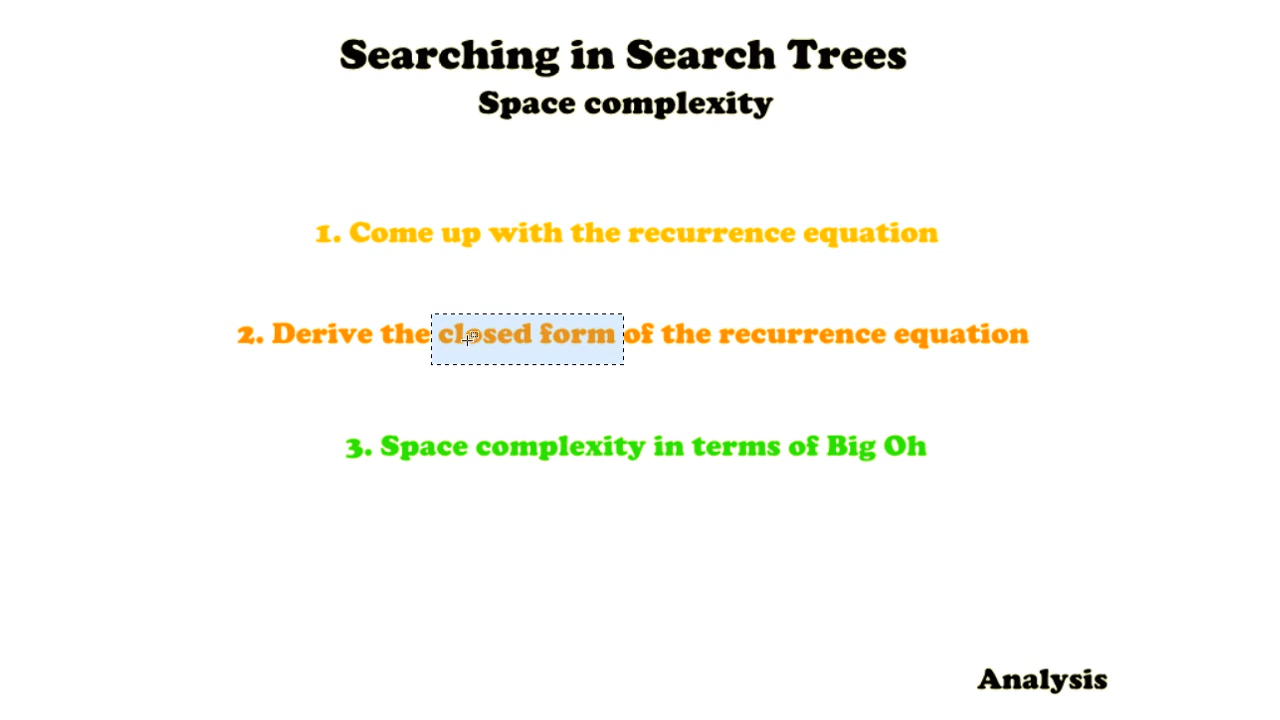 Searching in Search Trees
Space complexity
1. Come up with the recurrence equation
2. Derive the closed form of the recurrence equation
3. Space complexity in terms of Big Oh
Analysis